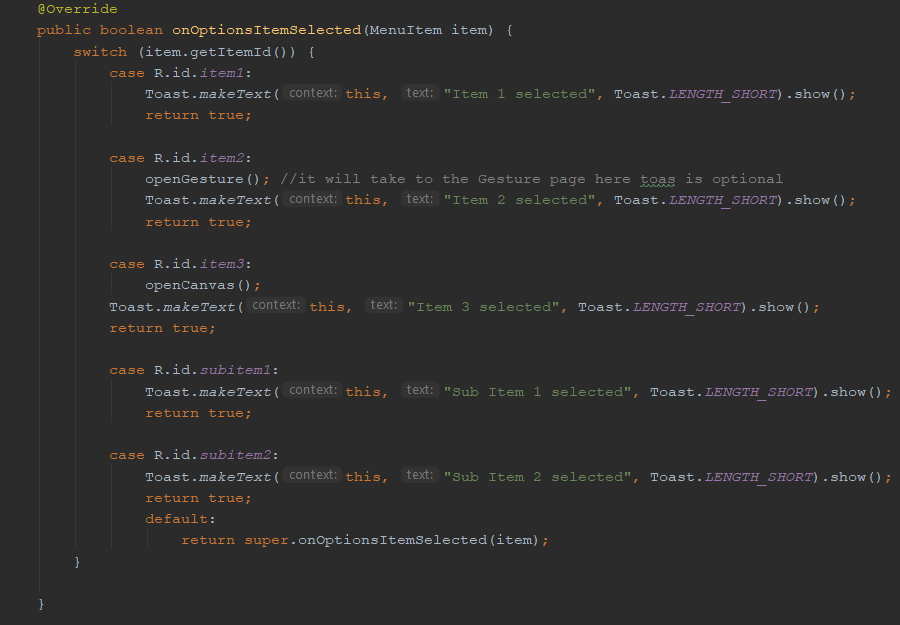 @Override
public boolean onOptionsItemSelected(MenuItem item) {
switch (item.getItemId()) {
case R.id.item1:
Toast.makeText( context: this, text: "Item 1 selected", Toast.LENGTH_SHORT).show();
return true;
case R.id.item2:
openGesture(); //it will take to the Gesture page here toas is optional
Toast.makeText( context: this, text: "Item 2 selected", Toast.LENGTH_SHORT).show();
return true;
case R.id.item3:
openCanvas();
Toast.makeText( context: this, text: "Item 3 selected", Toast.LENGTH_SHORT).show();
return true;
case R.id.subitem1:
Toast.makeText( context: this, text: "Sub Item 1 selected", Toast.LENGTH_SHORT).show();
return true;
case R.id.subitem2:
Toast.makeText( context: this, text: "Sub Item 2 selected", Toast.LENGTH_SHORT).show();
return true;
default:
return super.onOptionsItemSelected(item);
}
}